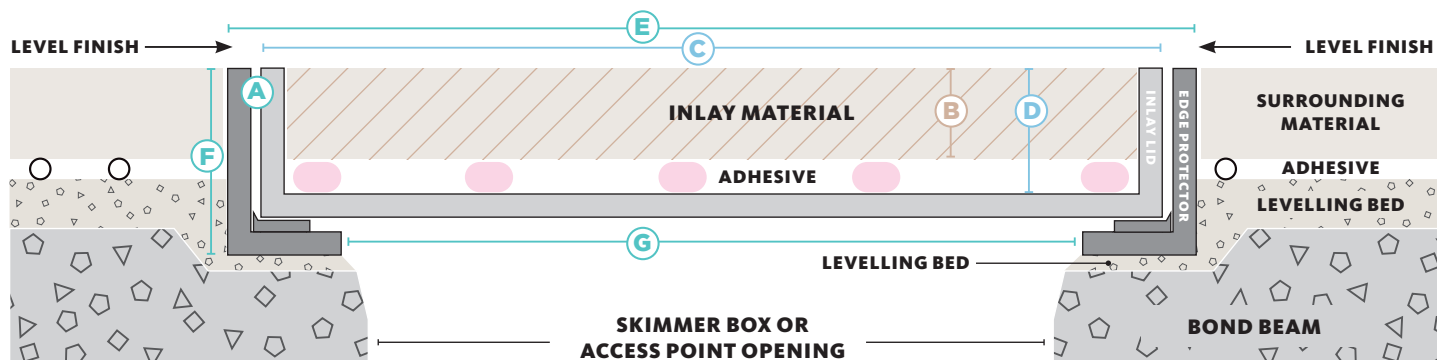 E
LEVEL FINISH
C
LEVEL FINISH
A
INLAY MATERIAL
B
D
INLAY LID
EDGE PROTECTOR
SURROUNDING
MATERIAL
F
ADHESIVE
ADHESIVE
LEVELLING BED
G
LEVELLING BED
SKIMMER BOX OR
ACCESS POINT OPENING
BOND BEAM